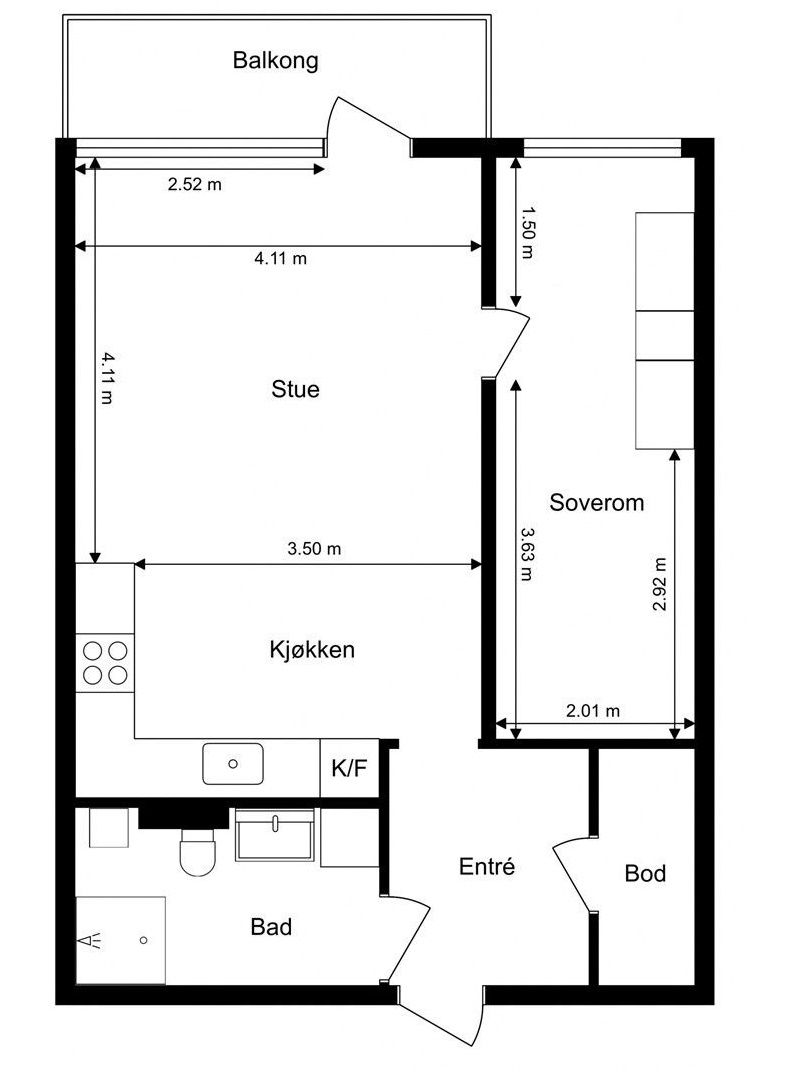 Balkong
2.52 m
1.50 m
4.11 m
4.11 m
Stue
Soverom
3.50 m
3.63 m
2.92 m
Kjøkken
2.01 m
K/F
Entré
Bod
Bad